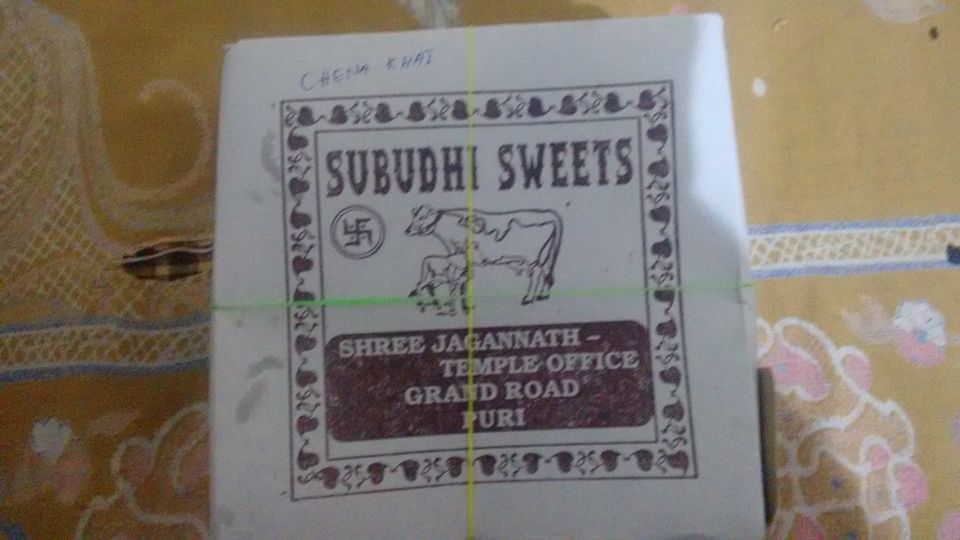 CHENA KHAI
SUBUDHI SWEETS
SHREE JAGANNATH –
TEMPLE OFFICE
GRAND ROAD
PURI